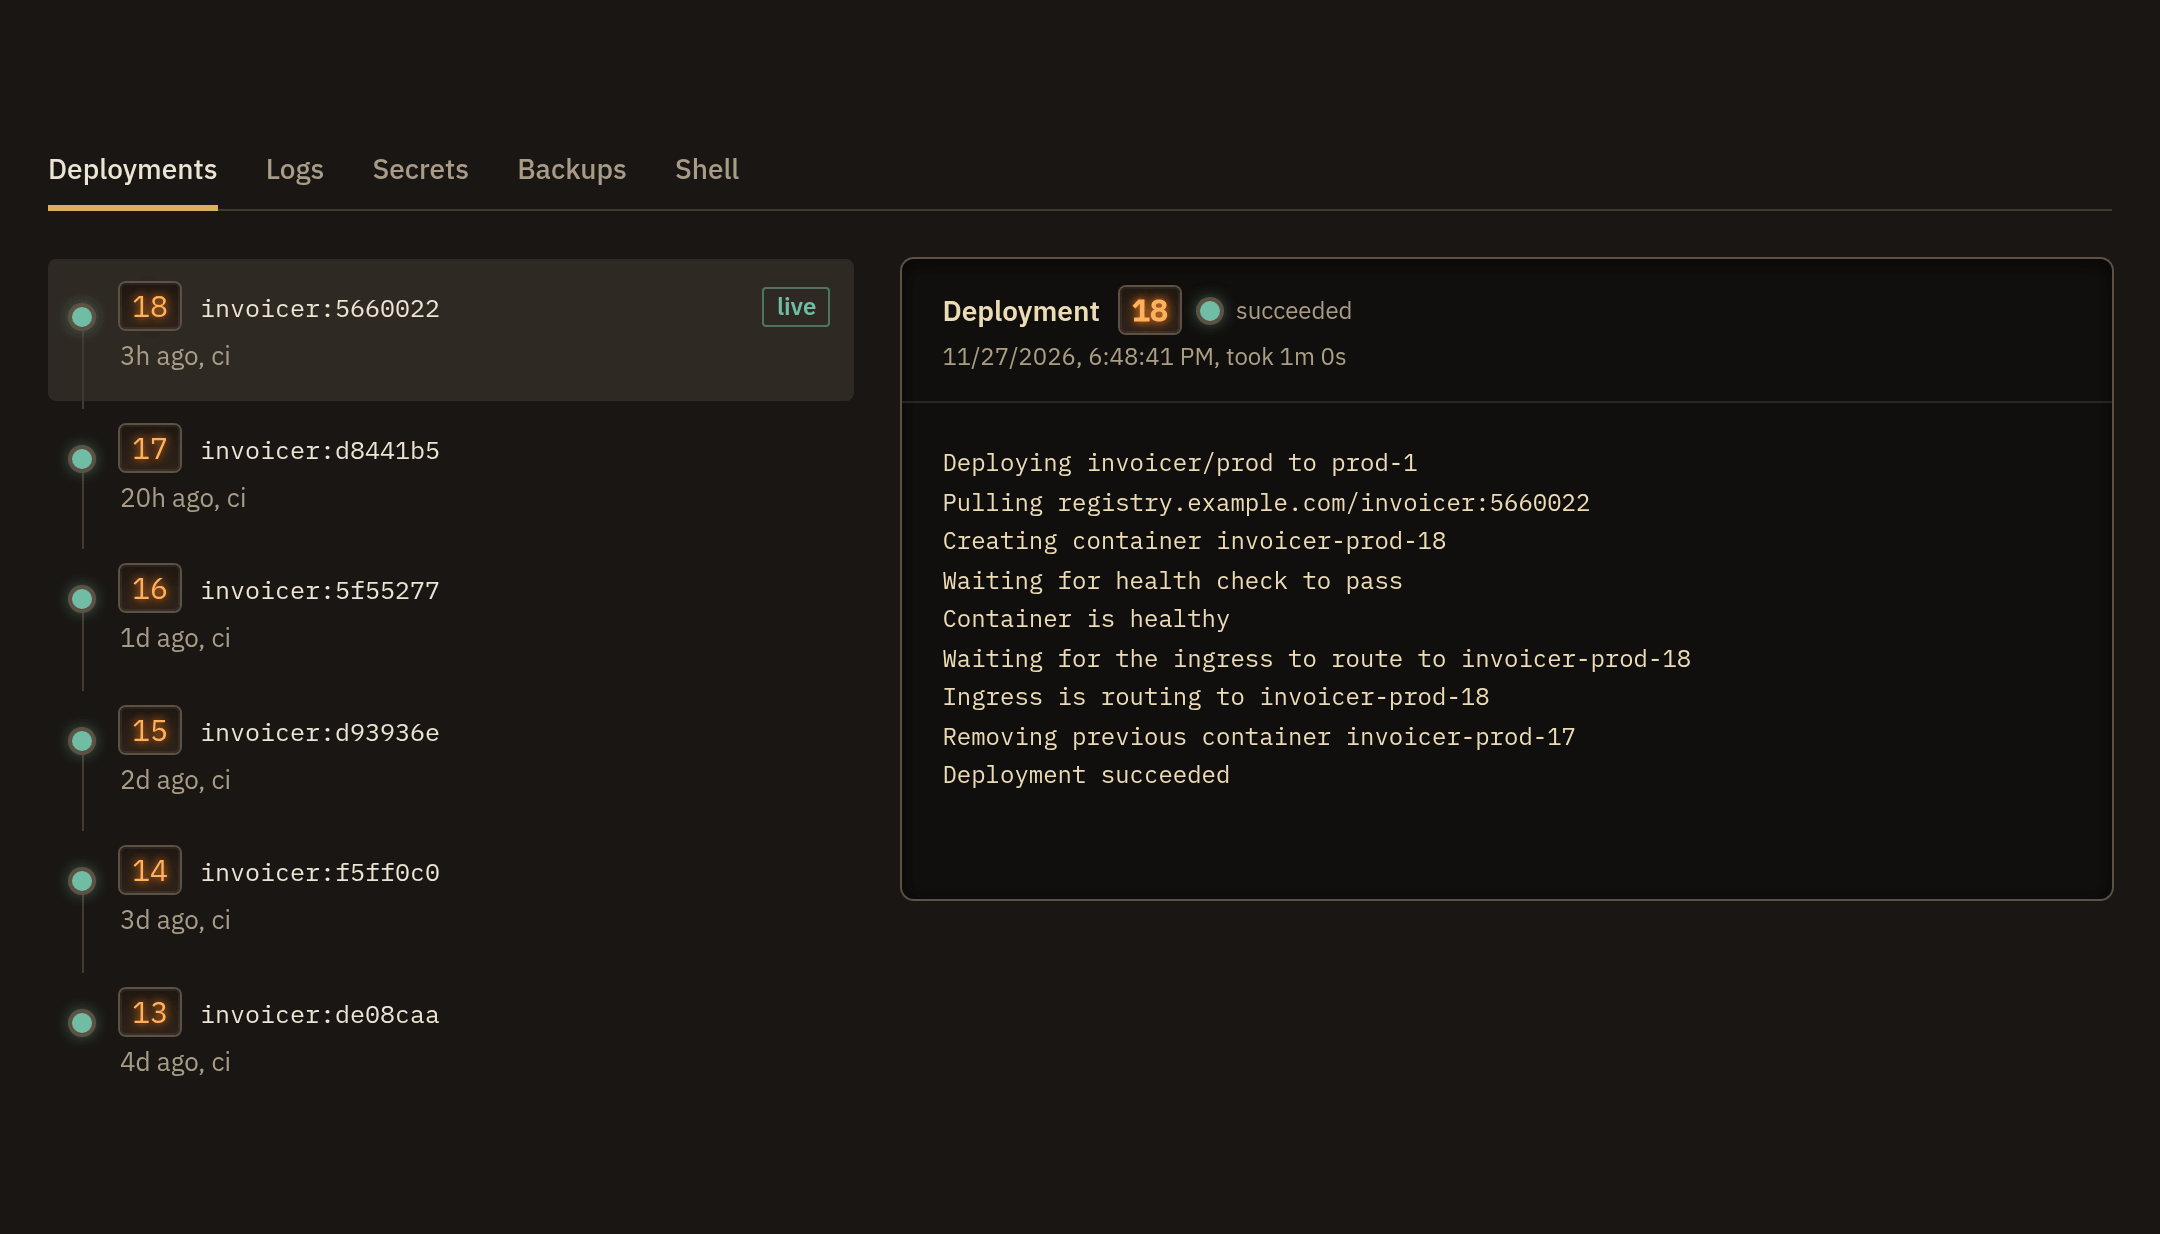 Deployments Logs Secrets Backups Shell
18 invoicer:5660022 live
3h ago, ci
17 invoicer:d8441b5
20h ago, ci
16 invoicer:5f55277
1d ago, ci
15 invoicer:d93936e
2d ago, ci
14 invoicer:f5ff0c0
3d ago, ci
13 invoicer:de08caa
4d ago, ci
Deployment 18 succeeded
11/27/2026, 6:48:41 PM, took 1m 0s
Deploying invoicer/prod to prod-1
Pulling registry.example.com/invoicer:5660022
Creating container invoicer-prod-18
Waiting for health check to pass
Container is healthy
Waiting for the ingress to route to invoicer-prod-18
Ingress is routing to invoicer-prod-18
Removing previous container invoicer-prod-17
Deployment succeeded